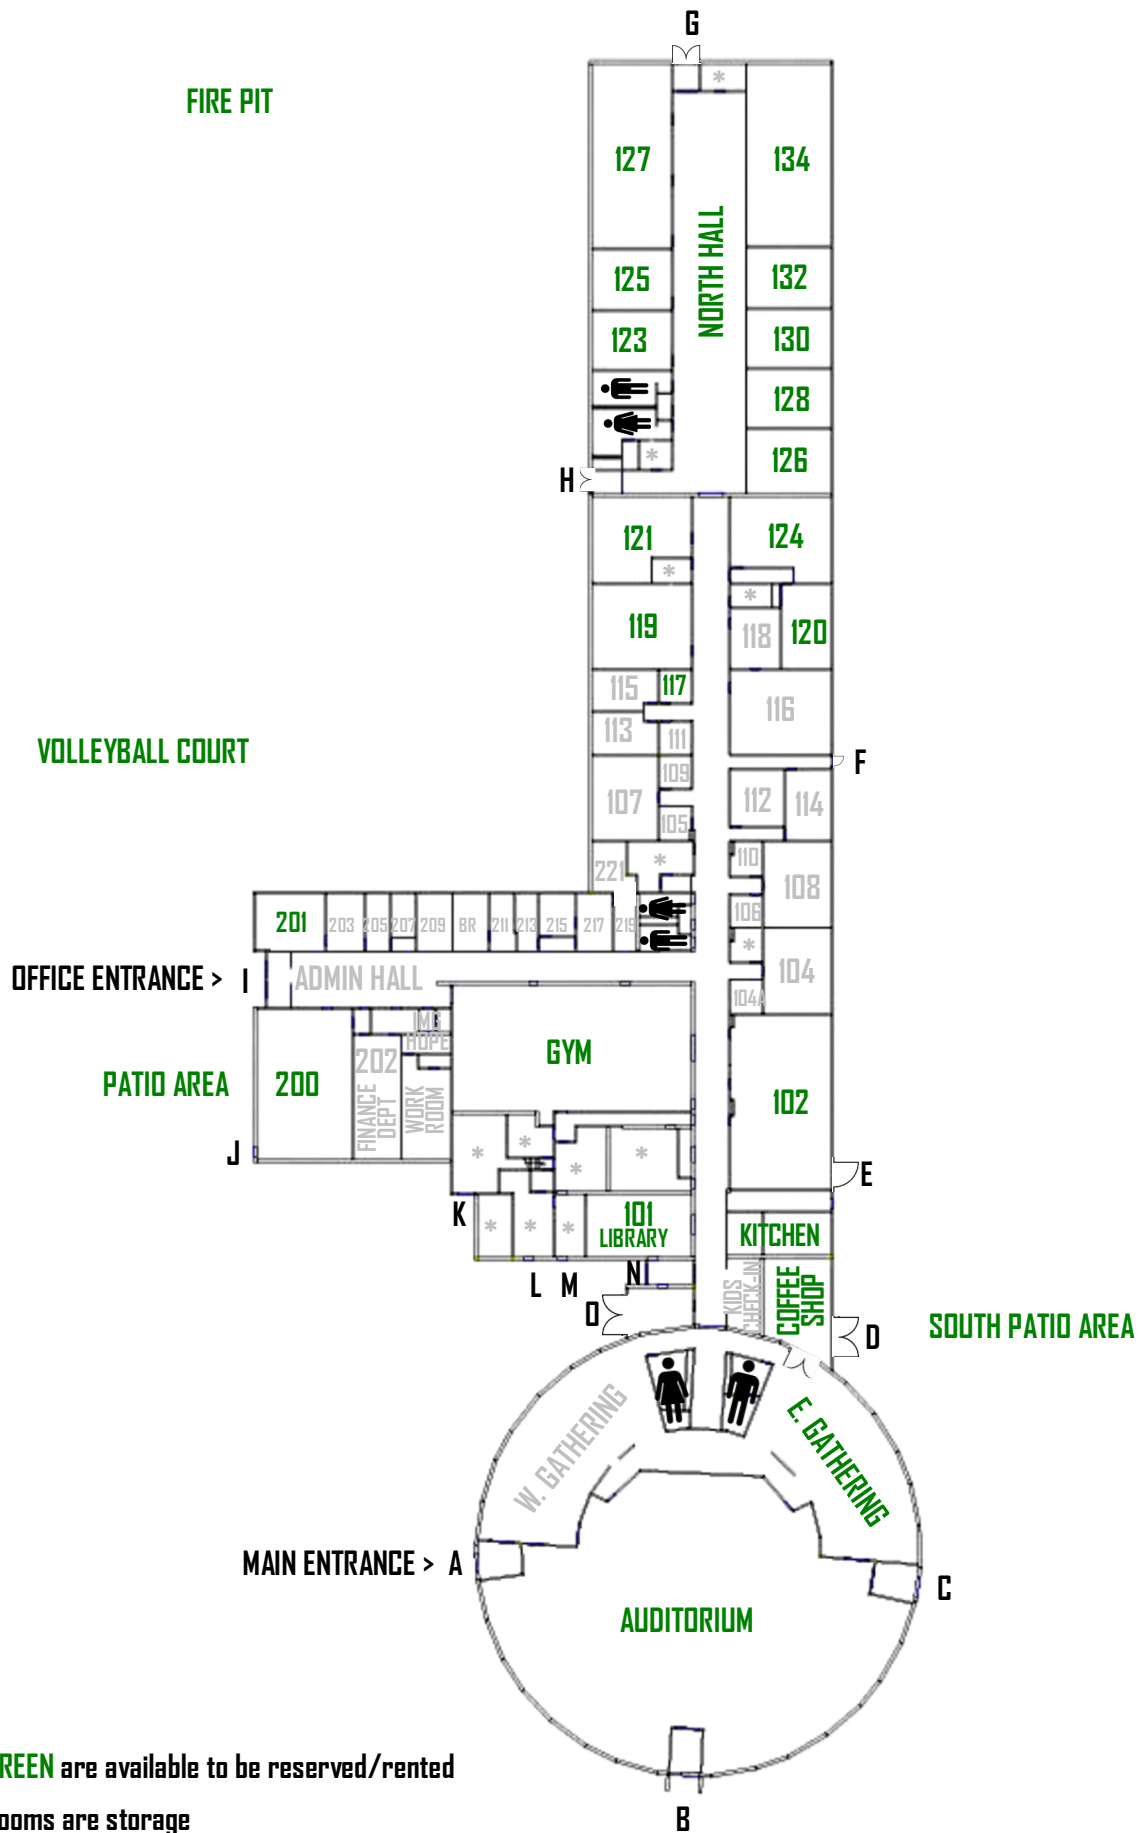 G
FIRE PIT
*
127
134
NORTH HALL
125
132
123
130
128
*
126
H
121
124
*
*
119
118
120
115
117
116
113
111
VOLLEYBALL COURT
F
109
107
112
114
105
221
*
110
108
106
201
203
205
207
209
BR
211
213
215
217
219
*
104
OFFICE ENTRANCE >
I
ADMIN HALL
104A
IMG
HOPE
GYM
202
FINANCE
DEPT
WORK
ROOM
PATIO AREA
200
102
J
*
*
*
*
E
K
*
*
*
101
LIBRARY
KITCHEN
L
M
N
KIDS
CHECK-IN
COFFEE
SHOP
O
D
SOUTH PATIO AREA
W. GATHERING
E. GATHERING
MAIN ENTRANCE >
A
C
AUDITORIUM
REEN are available to be reserved/rented
ooms are storage
B